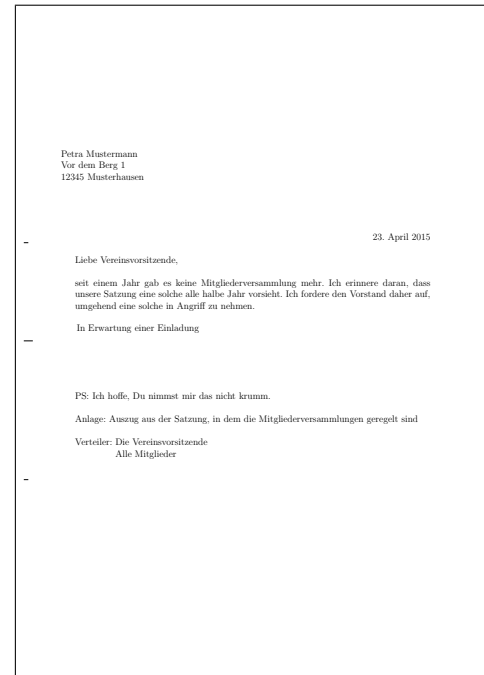 Petra Mustermann
Vor dem Berg 1
12345 Musterhausen
23. April 2015
Liebe Vereinsvorsitzende,
seit einem Jahr gab es keine Mitgliederversammlung mehr. Ich erinnere daran, dass
unsere Satzung eine solche alle halbe Jahr vorsieht. Ich fordere den Vorstand daher auf,
umgehend eine solche in Angriff zu nehmen.
In Erwartung einer Einladung
PS: Ich hoffe, Du nimmst mir das nicht krumm.
Anlage: Auszug aus der Satzung, in dem die Mitgliederversammlungen geregelt sind
Verteiler: Die Vereinsvorsitzende
Alle Mitglieder